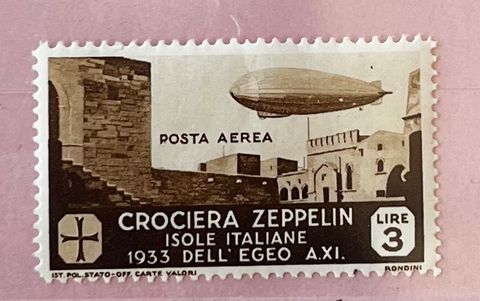 POSTA AEREA
CROCIERA ZEPPELIN
ISOLE ITALIANE
1933 DELL'EGEO A.XI.
LIRE
3
IST. POL. STATO-OFF. CARTE VALORI
RONDINI